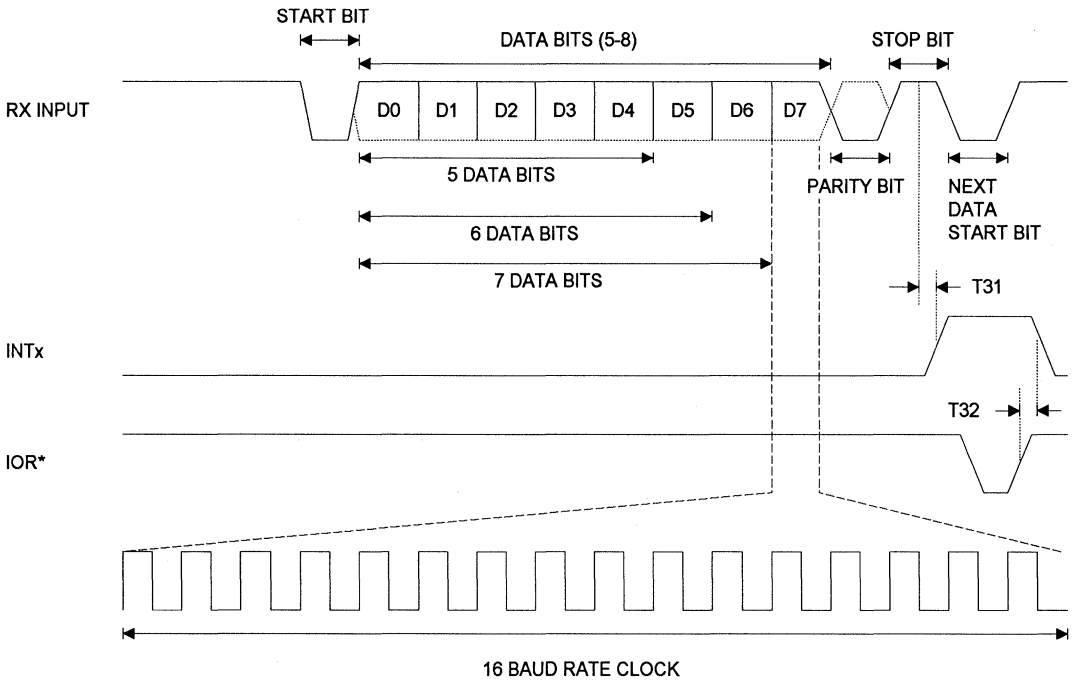 START BIT
DATA BITS (5-8)
STOP BIT
RX INPUT
D0 D1 D2 D3 D4 D5 D6 D7
5 DATA BITS
PARITY BIT
NEXT
DATA
START BIT
6 DATA BITS
7 DATA BITS
T31
INTx
T32
IOR*
16 BAUD RATE CLOCK